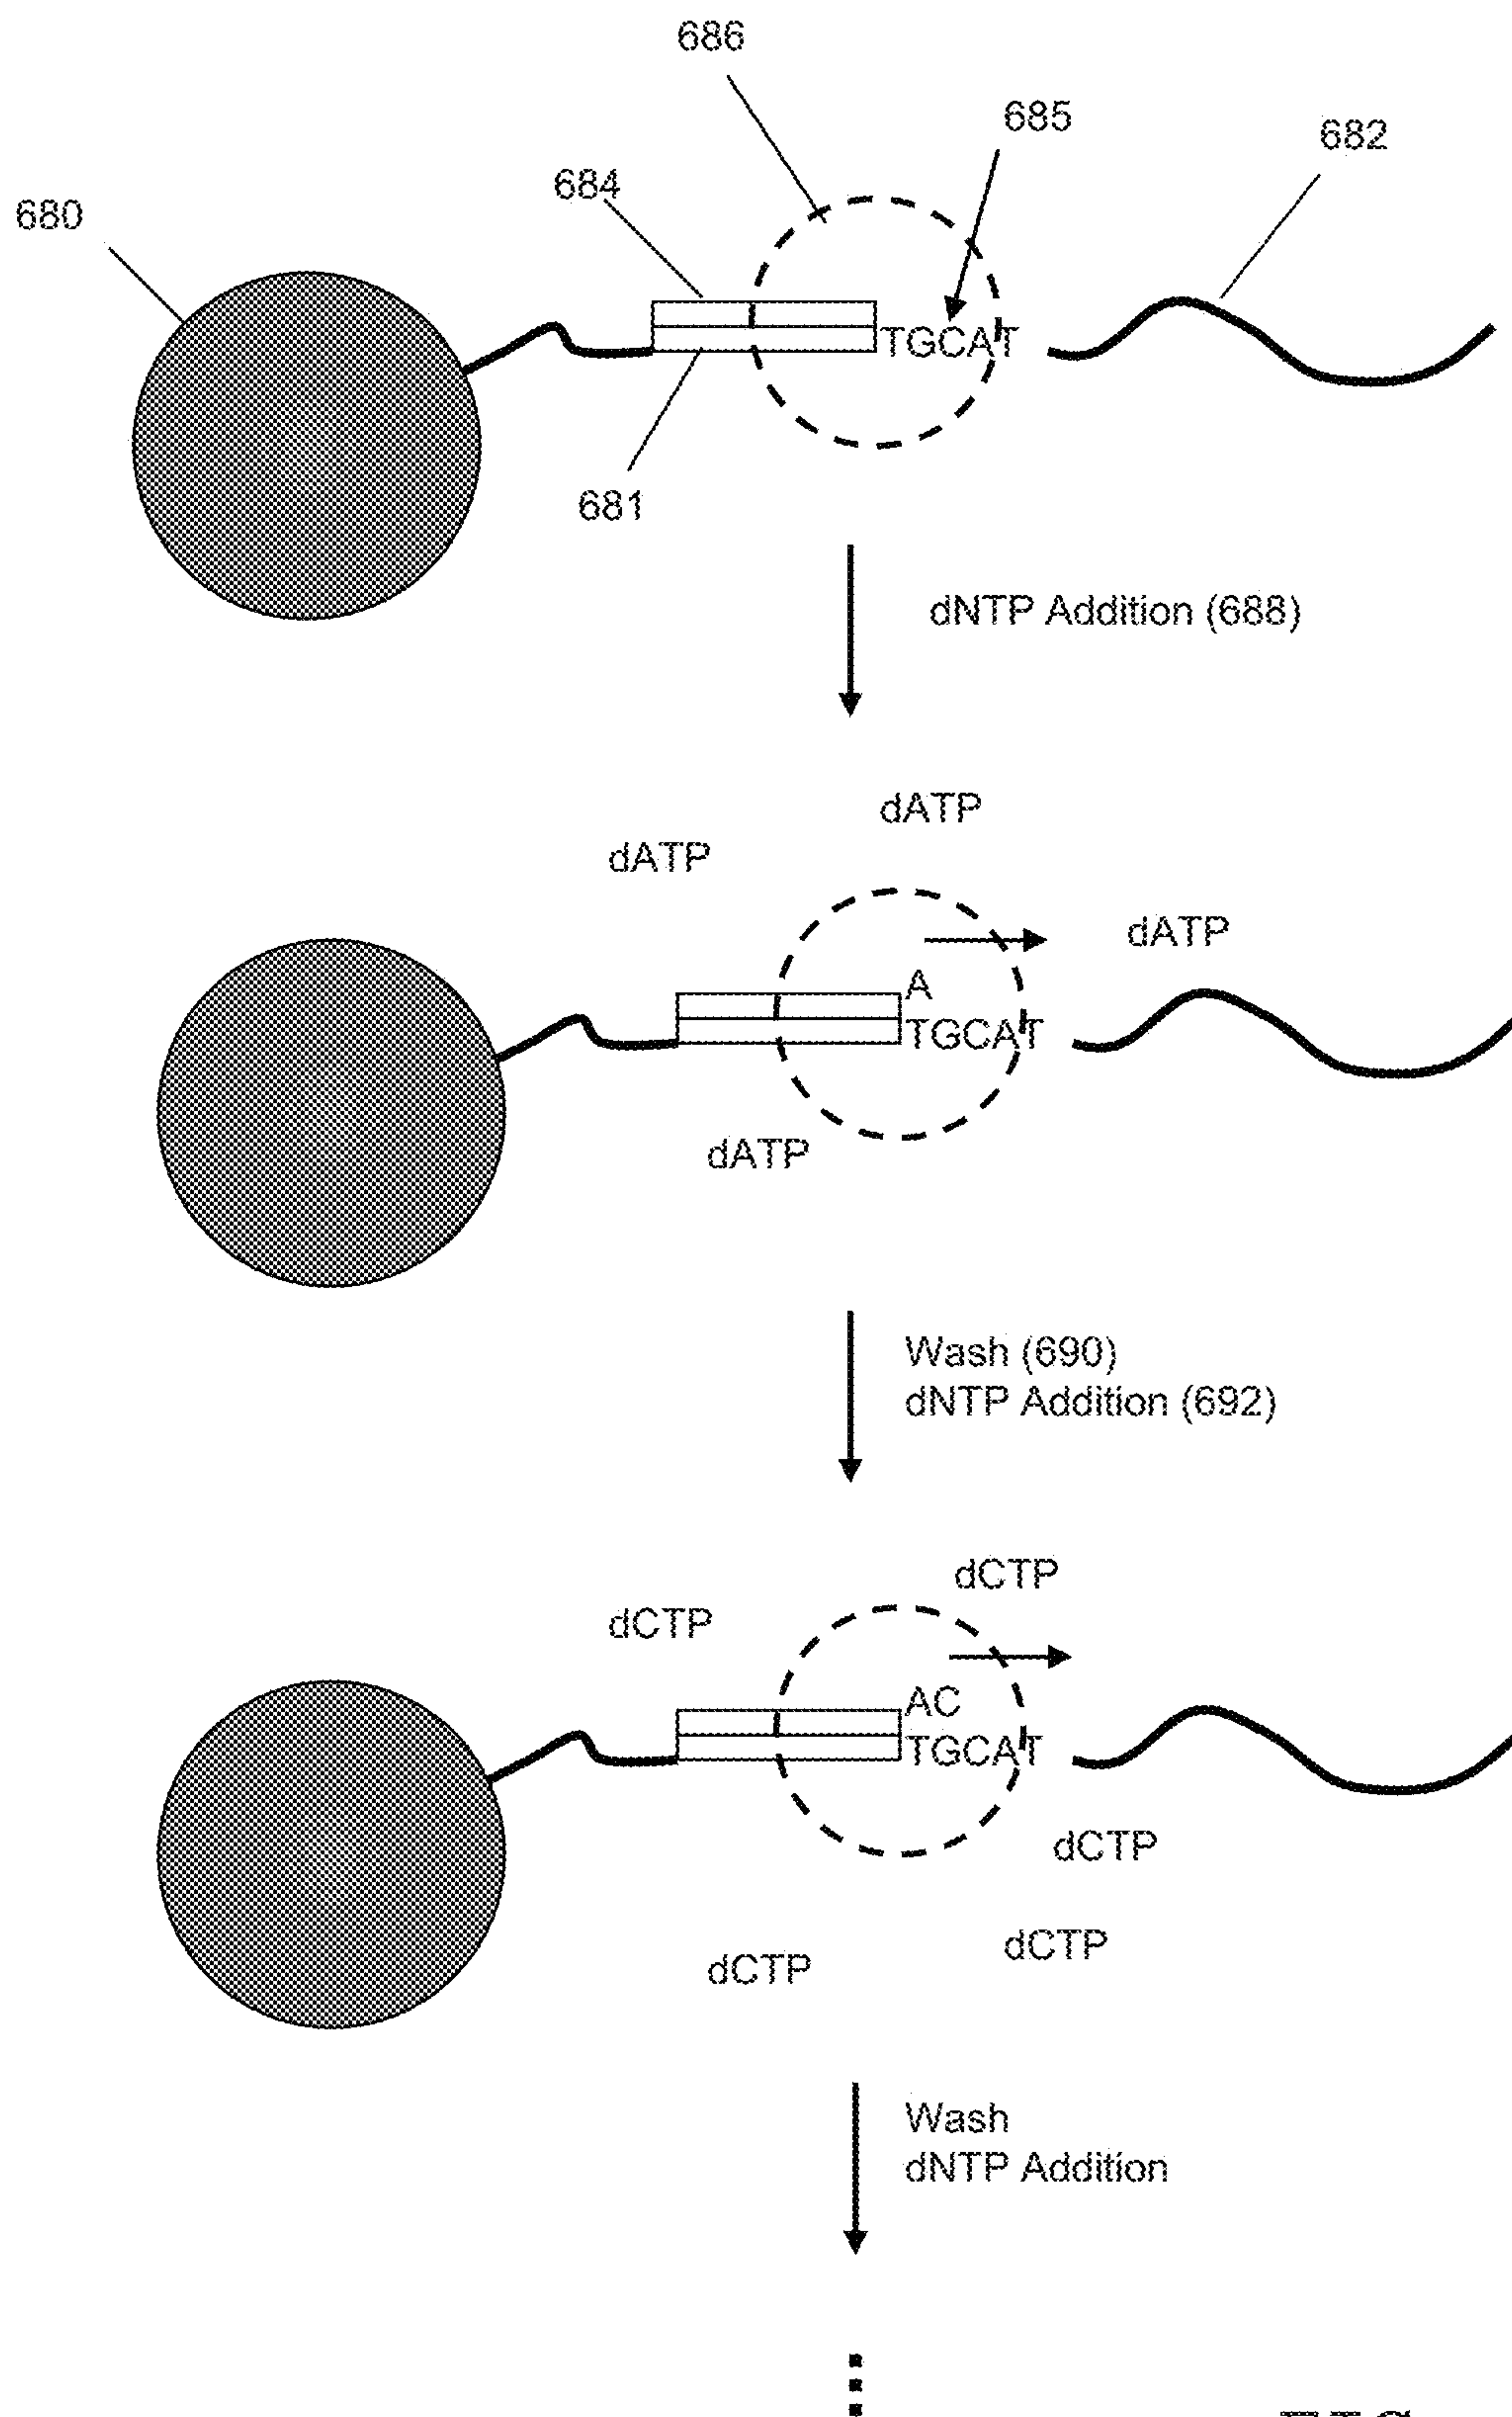 686
685
682
684
680
TGCAT
681
dNTP Addition (688)
dATP
dATP
dATP
A
TGCAT
dATP
Wash (690)
dNTP Addition (692)
dCTP
dCTP
AC
TGCAT
dCTP
dCTP
dCTP
Wash
dNTP Addition